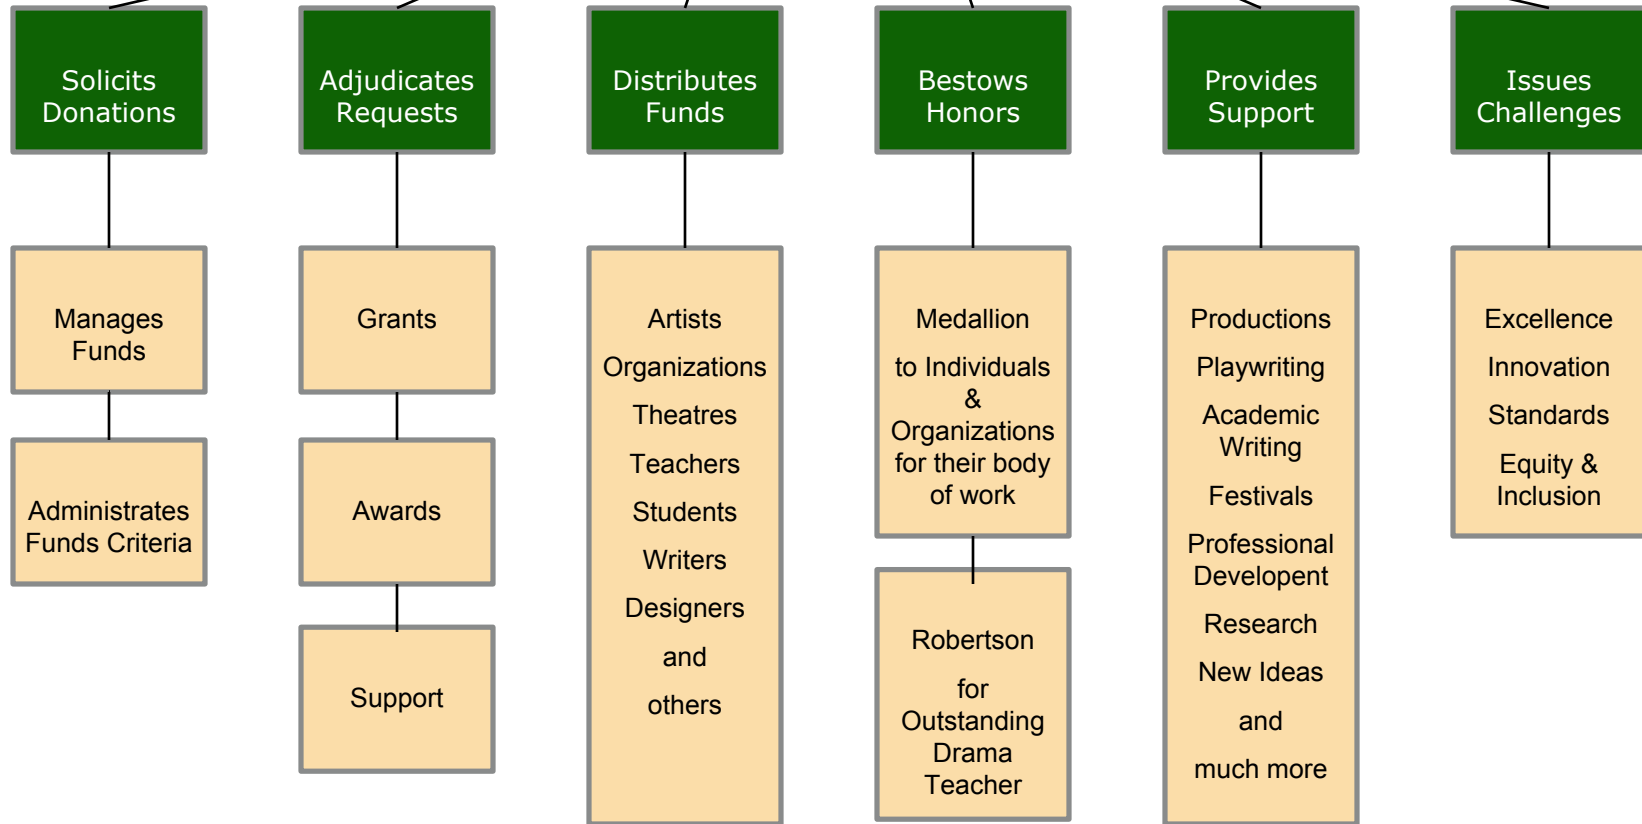 Solicits
Donations
Adjudicates
Requests
Distributes
Funds
Bestows
Honors
Provides
Support
Issues
Challenges
Manages
Funds
Administrates
Funds Criteria
Grants
Awards
Support
Artists
Organizations
Theatres
Teachers
Students
Writers
Designers
and
others
Medallion
to Individuals
&
Organizations
for their body
of work
Robertson
for
Outstanding
Drama
Teacher
Productions
Playwriting
Academic
Writing
Festivals
Professional
Developent
Research
New Ideas
and
much more
Excellence
Innovation
Standards
Equity &
Inclusion